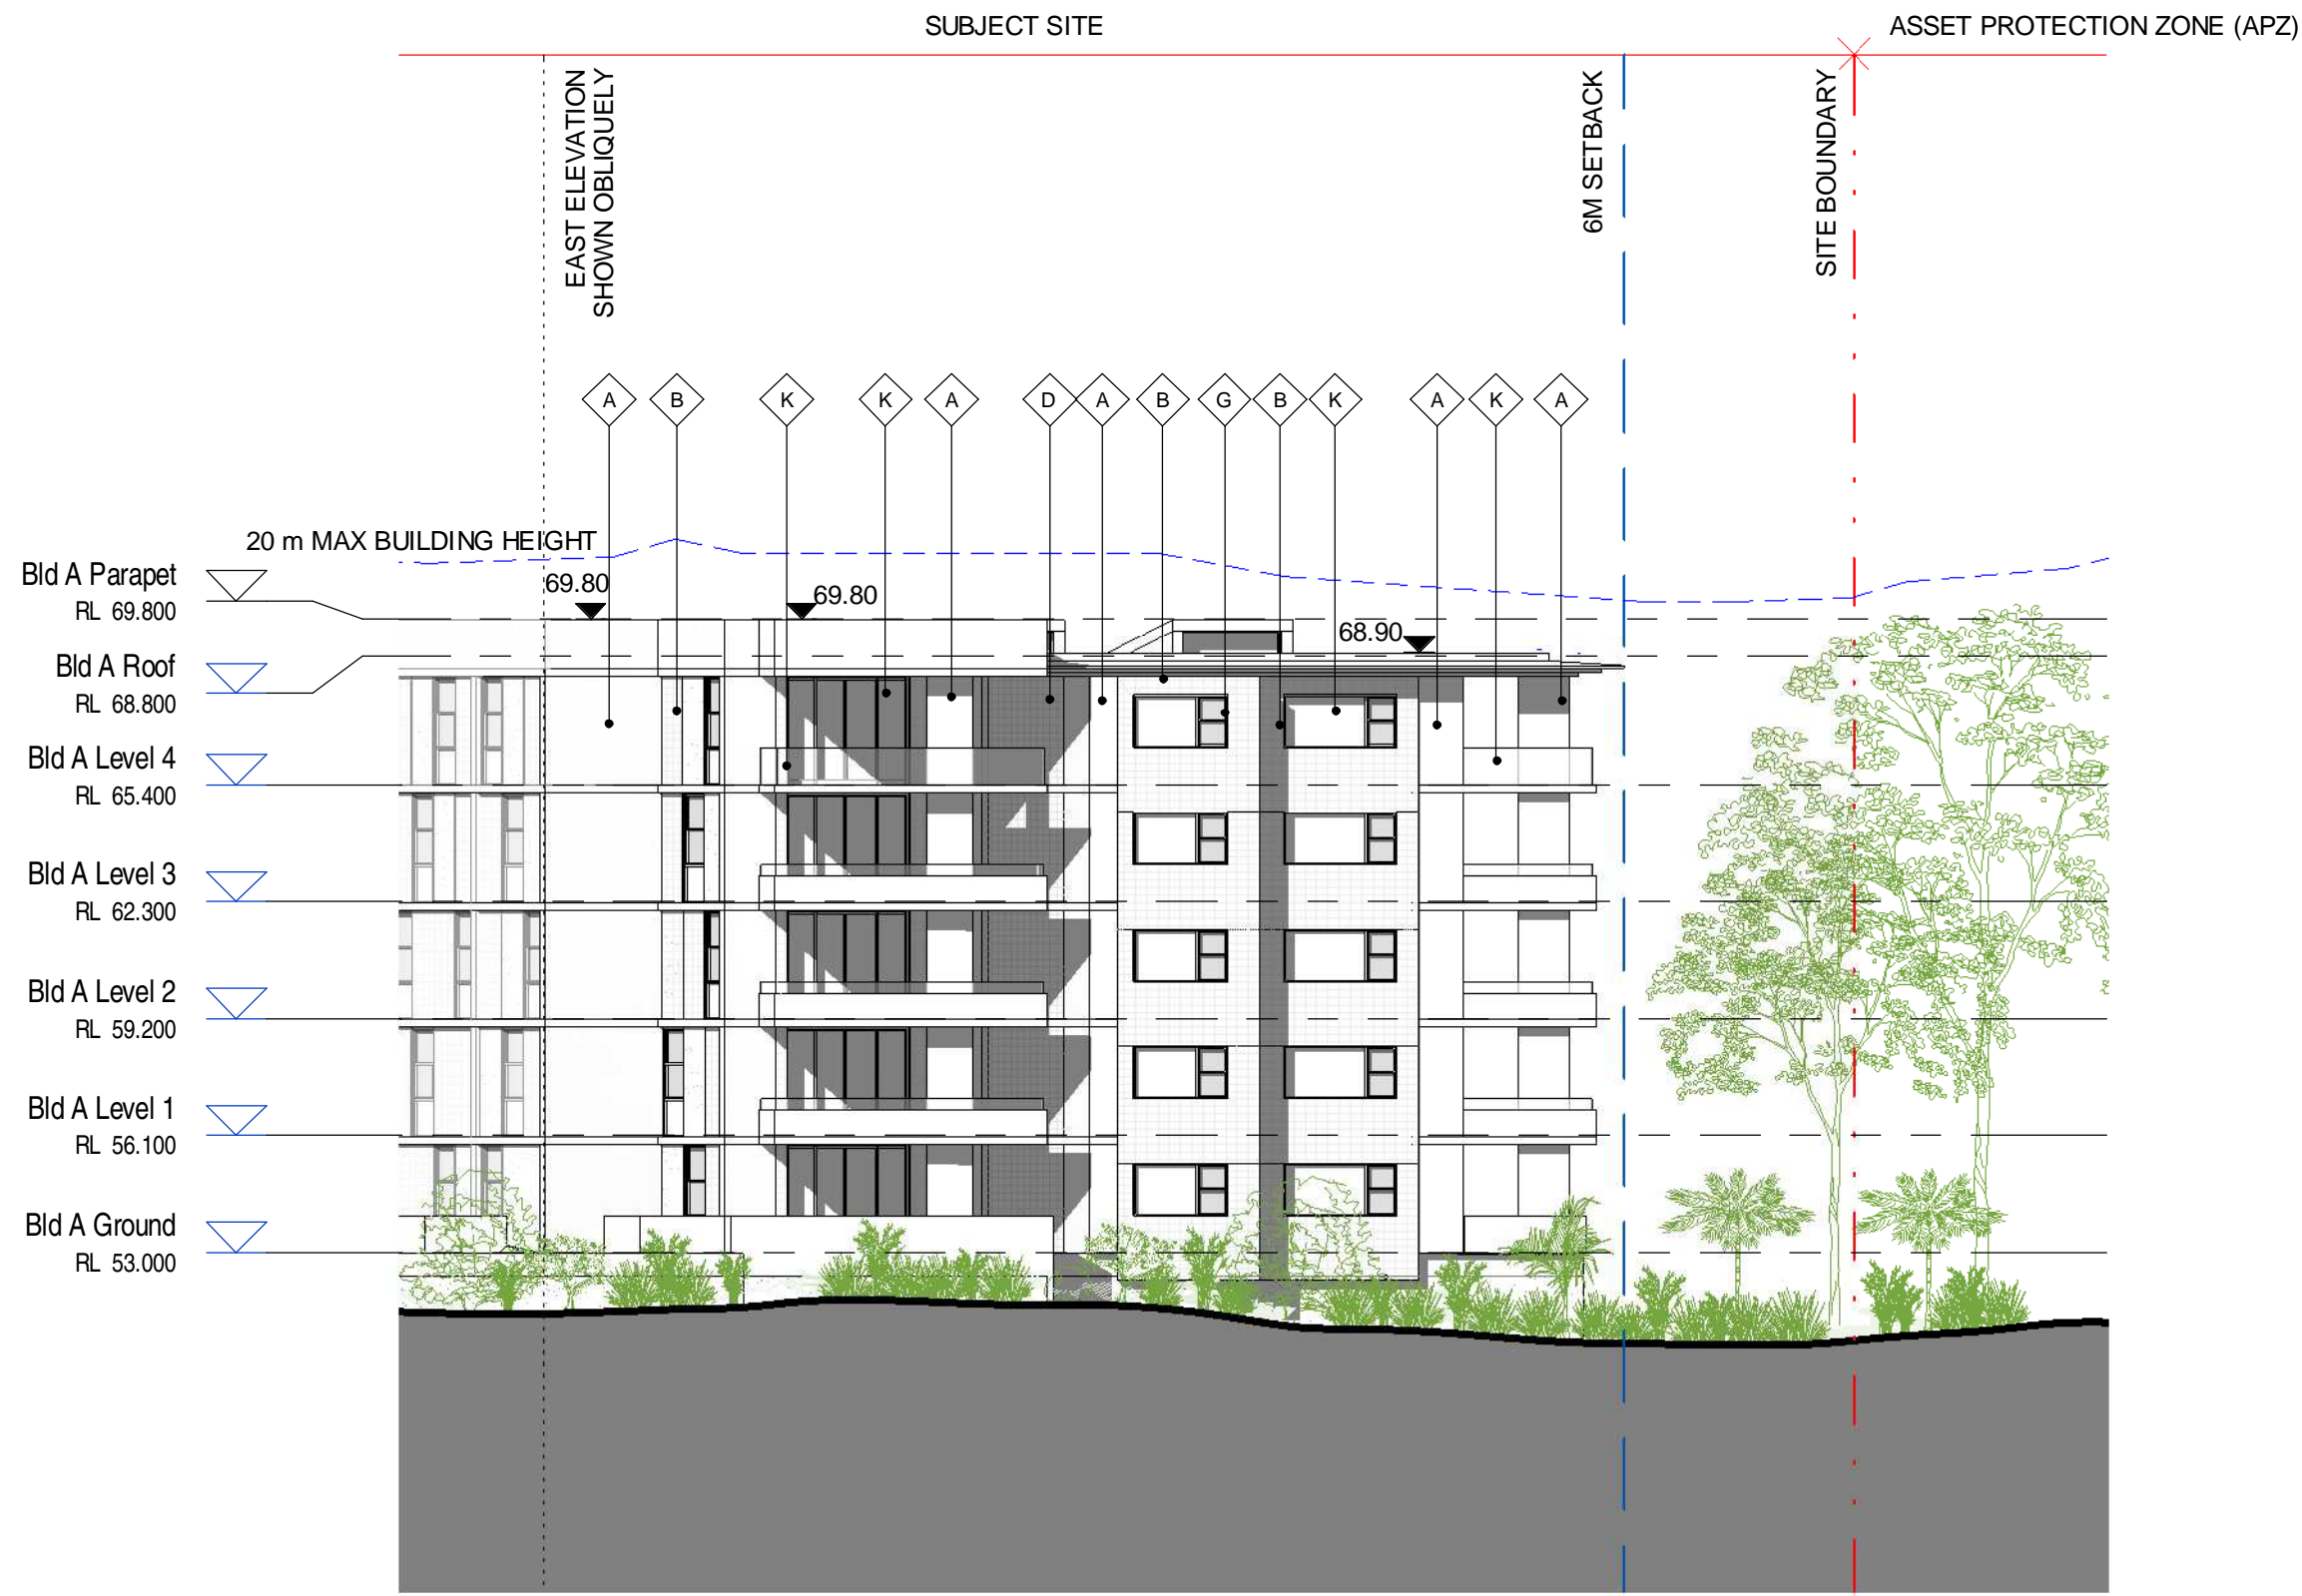 SUBJECT SITE
ASSET PROTECTION ZONE (APZ)
EAST ELEVATION
SHOWN OBLIQUELY
6M SETBACK
SITE BOUNDARY
A
B
K
K
A
D
A
B
G
B
K
A
K
A
20 m MAX BUILDING HEIGHT
Bld A Parapet
RL 69.800
69.80
69.80
68.90
Bld A Roof
RL 68.800
Bld A Level 4
RL 65.400
Bld A Level 3
RL 62.300
Bld A Level 2
RL 59.200
Bld A Level 1
RL 56.100
Bld A Ground
RL 53.000